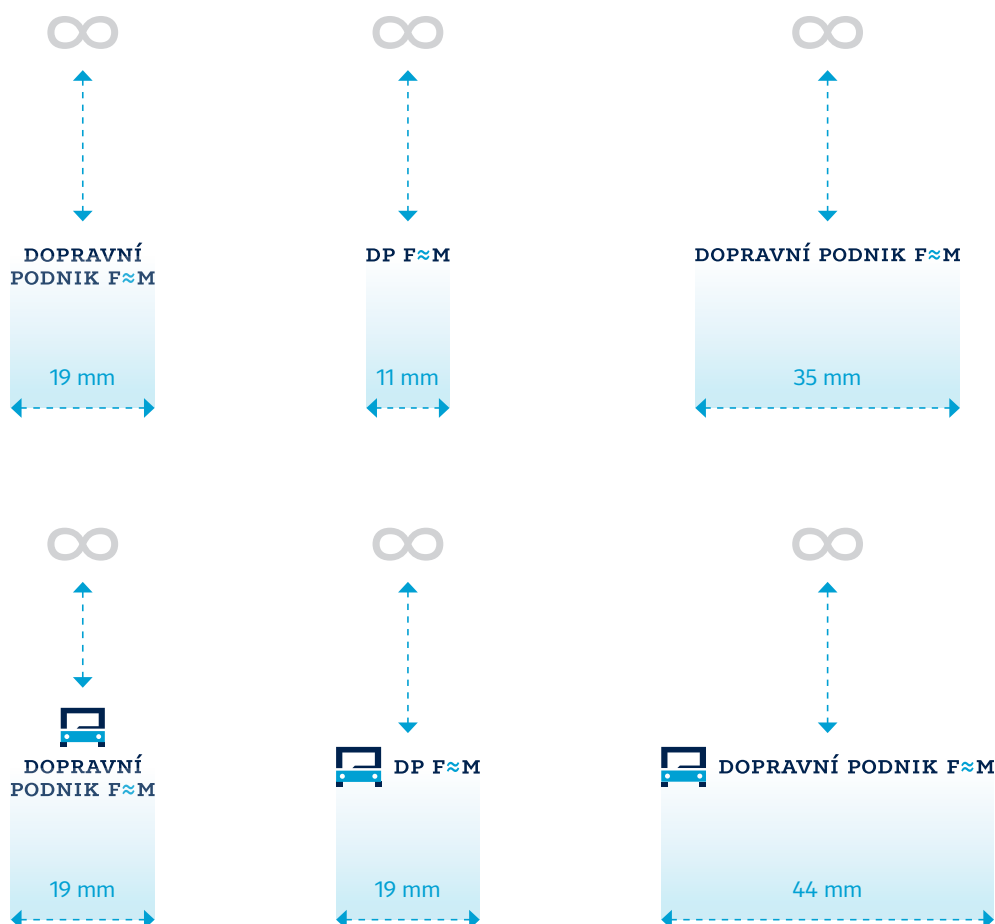 ∞ ∞ ∞
DOPRAVNÍ
PODNIK F≈M
DP F≈M
DOPRAVNÍ PODNIK F≈M
19 mm
11 mm
35 mm
∞ ∞ ∞
DOPRAVNÍ
PODNIK F≈M
DP F≈M
DOPRAVNÍ PODNIK F≈M
19 mm
19 mm
44 mm